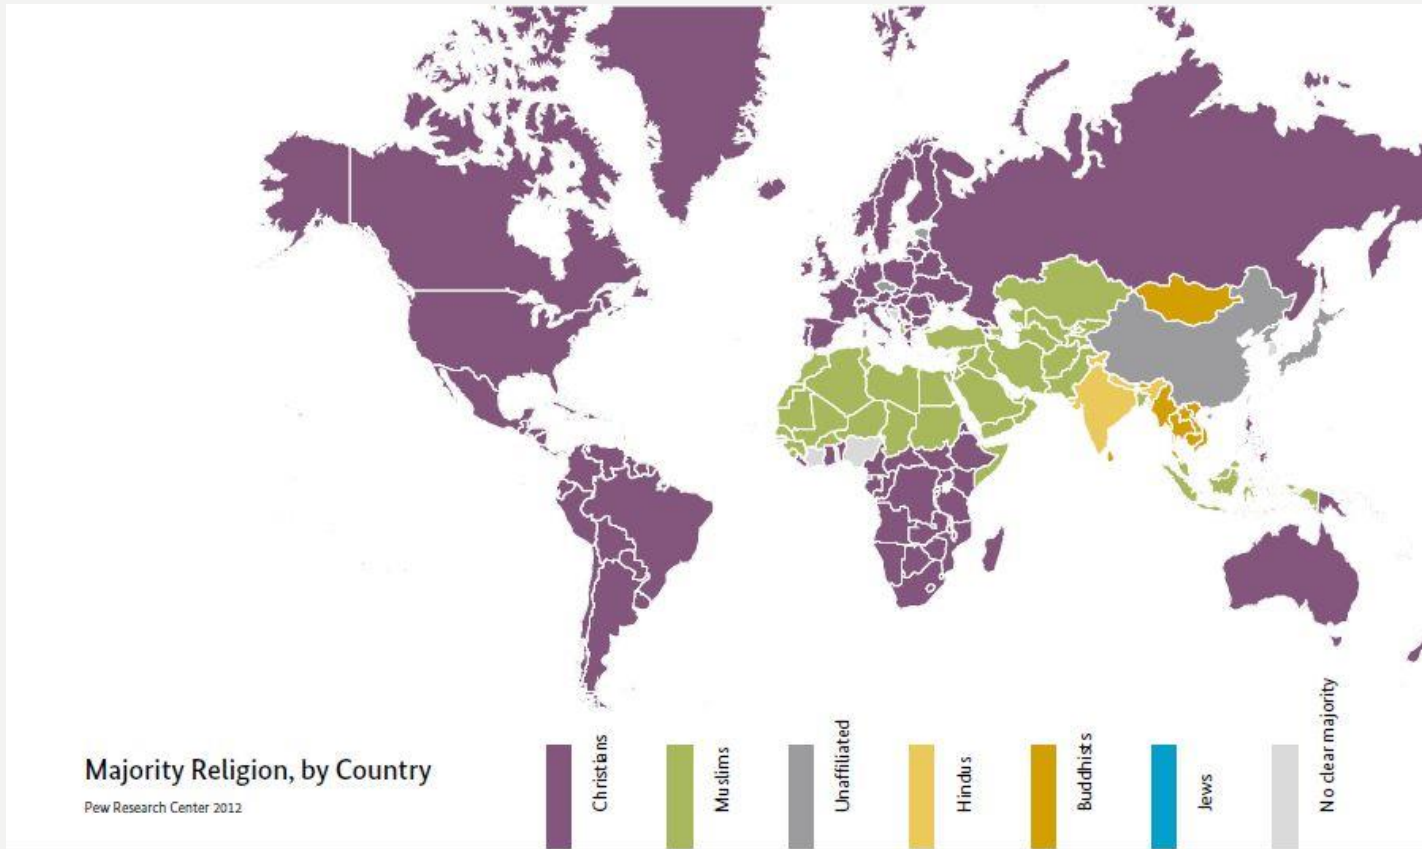 Majority Religion, by Country
Pew Research Center 2012
Christians
Muslims
Unaffiliated
Hindus
Buddhists
Jews
No clear majority